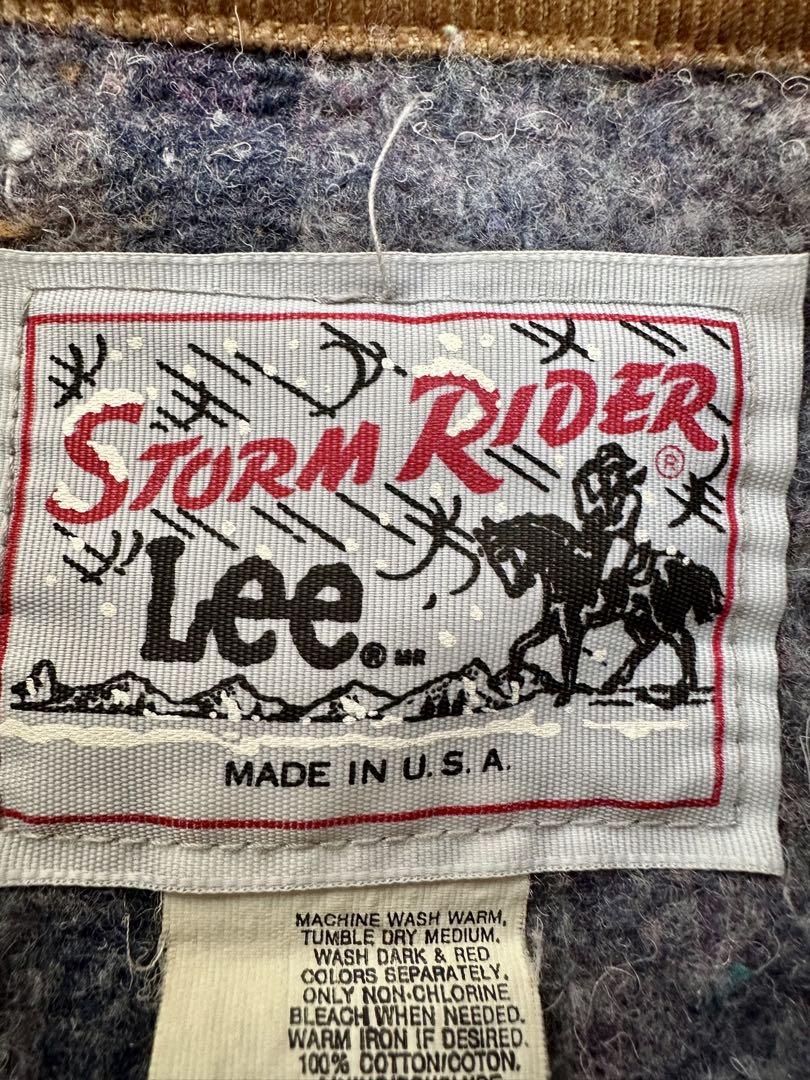 STORM RIDER ®
Lee ® MR
MADE IN U.S.A.
MACHINE WASH WARM,
TUMBLE DRY MEDIUM.
WASH DARK & RED
COLORS SEPARATELY.
ONLY NON-CHLORINE
BLEACH WHEN NEEDED.
WARM IRON IF DESIRED.
100% COTTON/COTON.